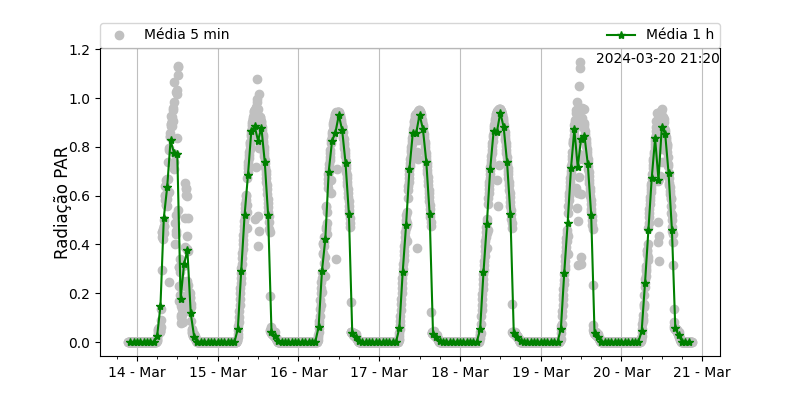 Média 5 min
Média 1 h
2024-03-20 21:20
Radiação PAR
1.2
1.0
0.8
0.6
0.4
0.2
0.0
14 - Mar
15 - Mar
16 - Mar
17 - Mar
18 - Mar
19 - Mar
20 - Mar
21 - Mar